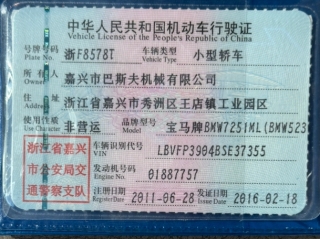 中华人民共和国机动车行驶证
Vehicle License of the People's Republic of China
号牌号码 Plate No. 浙F8578T 车辆类型 Vehicle Type 小型轿车
所有人 Owner 嘉兴市巴斯夫机械有限公司
住址 Address 浙江省嘉兴市秀洲区王店镇工业园区
使用性质 Use Character 非营运 品牌型号 Model 宝马牌BMW7251ML(BMW523
浙江省嘉兴市公安局交通警察支队
车辆识别代号 VIN LBVFP3904BSE37355
发动机号码 Engine No. 01887757
注册日期 Register Date 2011-06-28 发证日期 Issue Date 2016-02-18